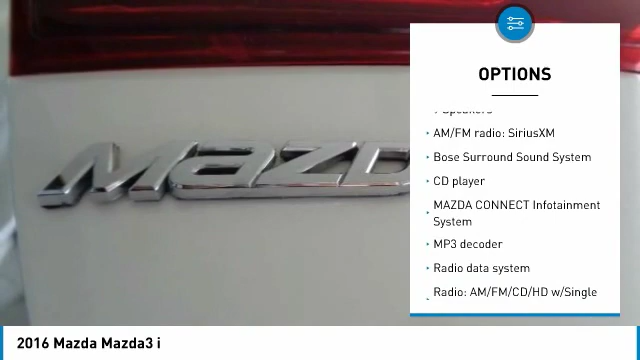 mazD
OPTIONS
AM/FM radio: SiriusXM
Bose Surround Sound System
CD player
MAZDA CONNECT Infotainment
System
MP3 decoder
Radio data system
Radio: AM/FM/CD/HD w/Single
2016 Mazda Mazda3 i